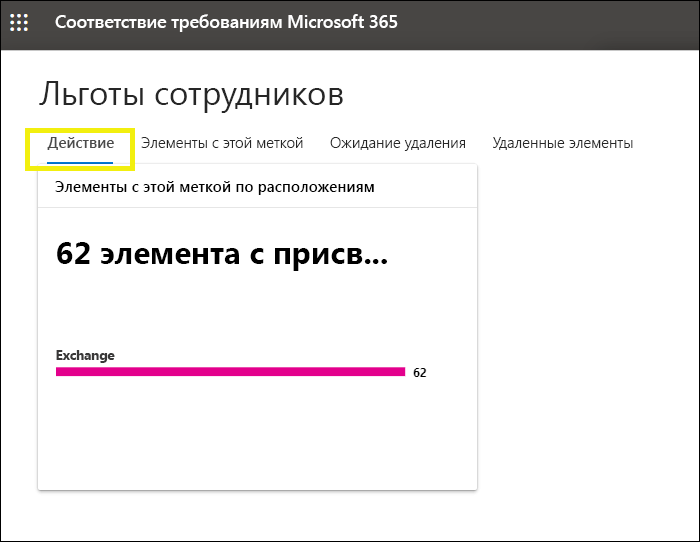 Соответствие требованиям Microsoft 365
Льготы сотрудников
Действие Элементы с этой меткой Ожидание удаления Удаленные элементы
Элементы с этой меткой по расположениям
62 элемента с присв...
Exchange
62